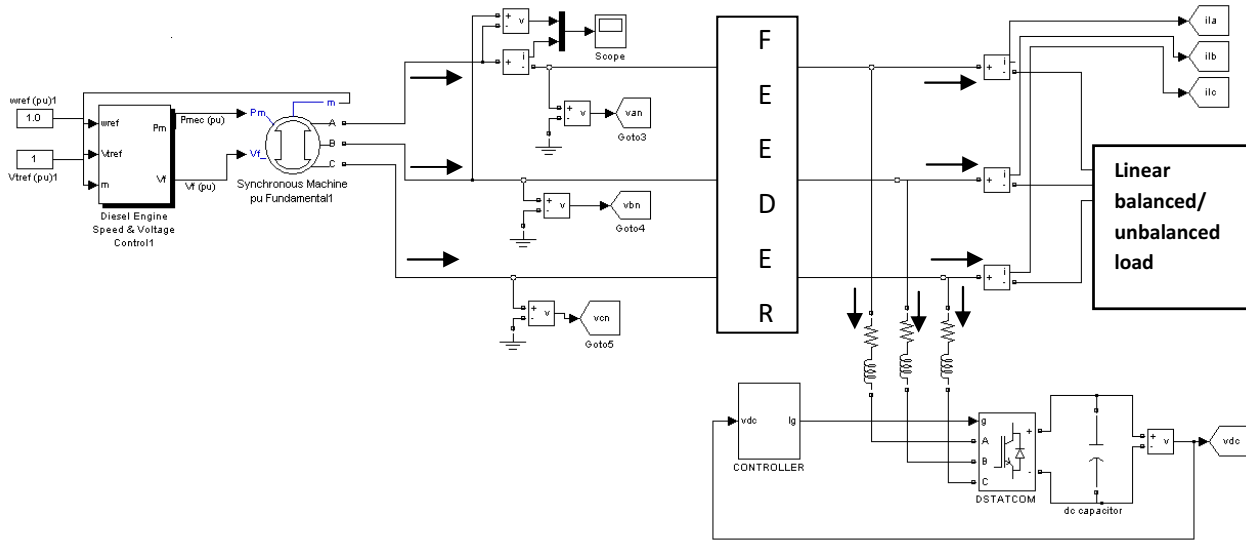 wref (pu)1
1.0
1
Vtref (pu)1
wref
Vtref
m
Pm
Vf
Diesel Engine
Speed & Voltage
Control1
Pmec (pu)
Vf (pu)
m
Pm
Vf_
A
B
C
Synchronous Machine
pu Fundamental1
+
-
v
+
i
-
Scope
+
-
v
van
Goto3
+
-
v
vbn
Goto4
+
-
v
vcn
Goto5
F
E
E
D
E
R
+
i
-
+
i
-
+
i
-
ila
ilb
ilc
Linear
balanced/
unbalanced
load
vdc
Ig
CONTROLLER
g
A
B
C
+
-
DSTATCOM
dc capacitor
+
-
v
vdc